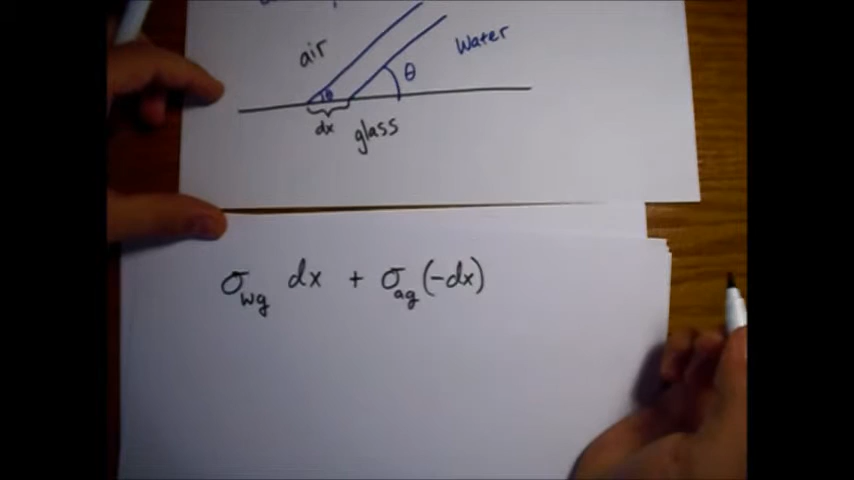 air
Water
θ
θ
dx
glass
σwg dx + σag (-dx)